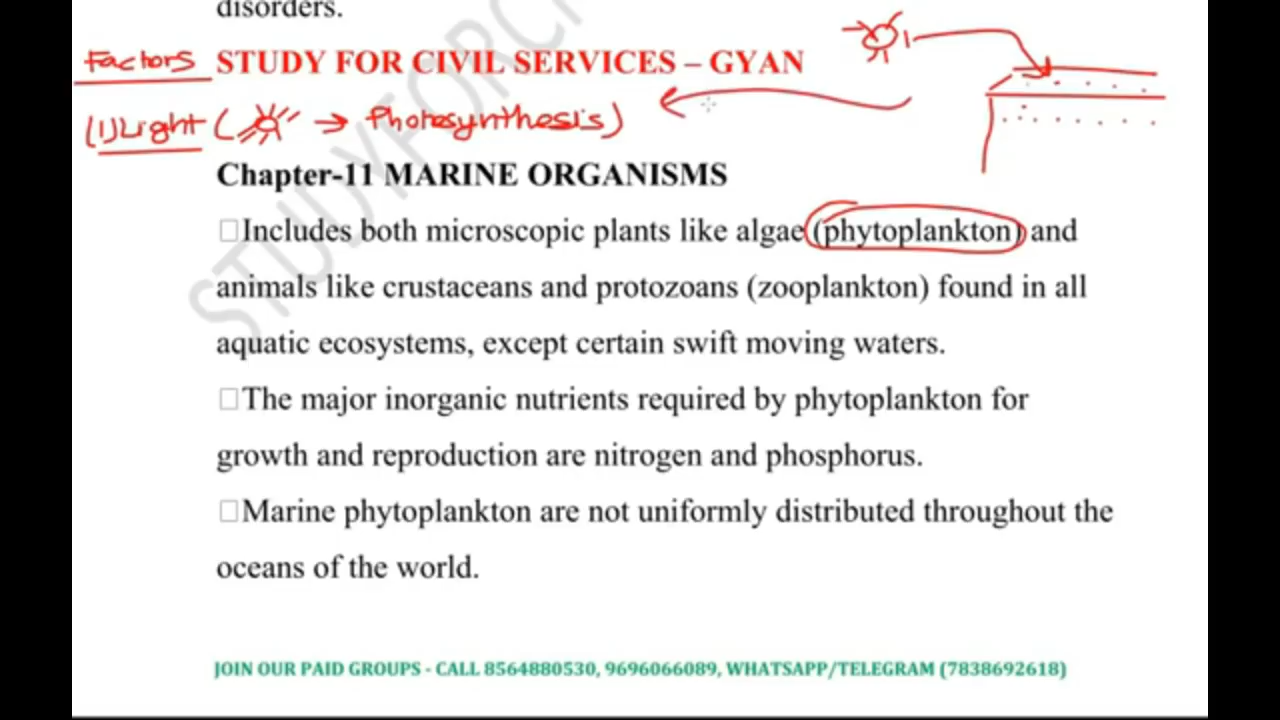 disorders.
Factors STUDY FOR CIVIL SERVICES – GYAN
(1) Light ( → Photosynthesis)
Chapter-11 MARINE ORGANISMS
□Includes both microscopic plants like algae (phytoplankton) and
animals like crustaceans and protozoans (zooplankton) found in all
aquatic ecosystems, except certain swift moving waters.
□The major inorganic nutrients required by phytoplankton for
growth and reproduction are nitrogen and phosphorus.
□Marine phytoplankton are not uniformly distributed throughout the
oceans of the world.
STUDYFORC
JOIN OUR PAID GROUPS - CALL 8564880530, 9696066089, WHATSAPP/TELEGRAM (7838692618)